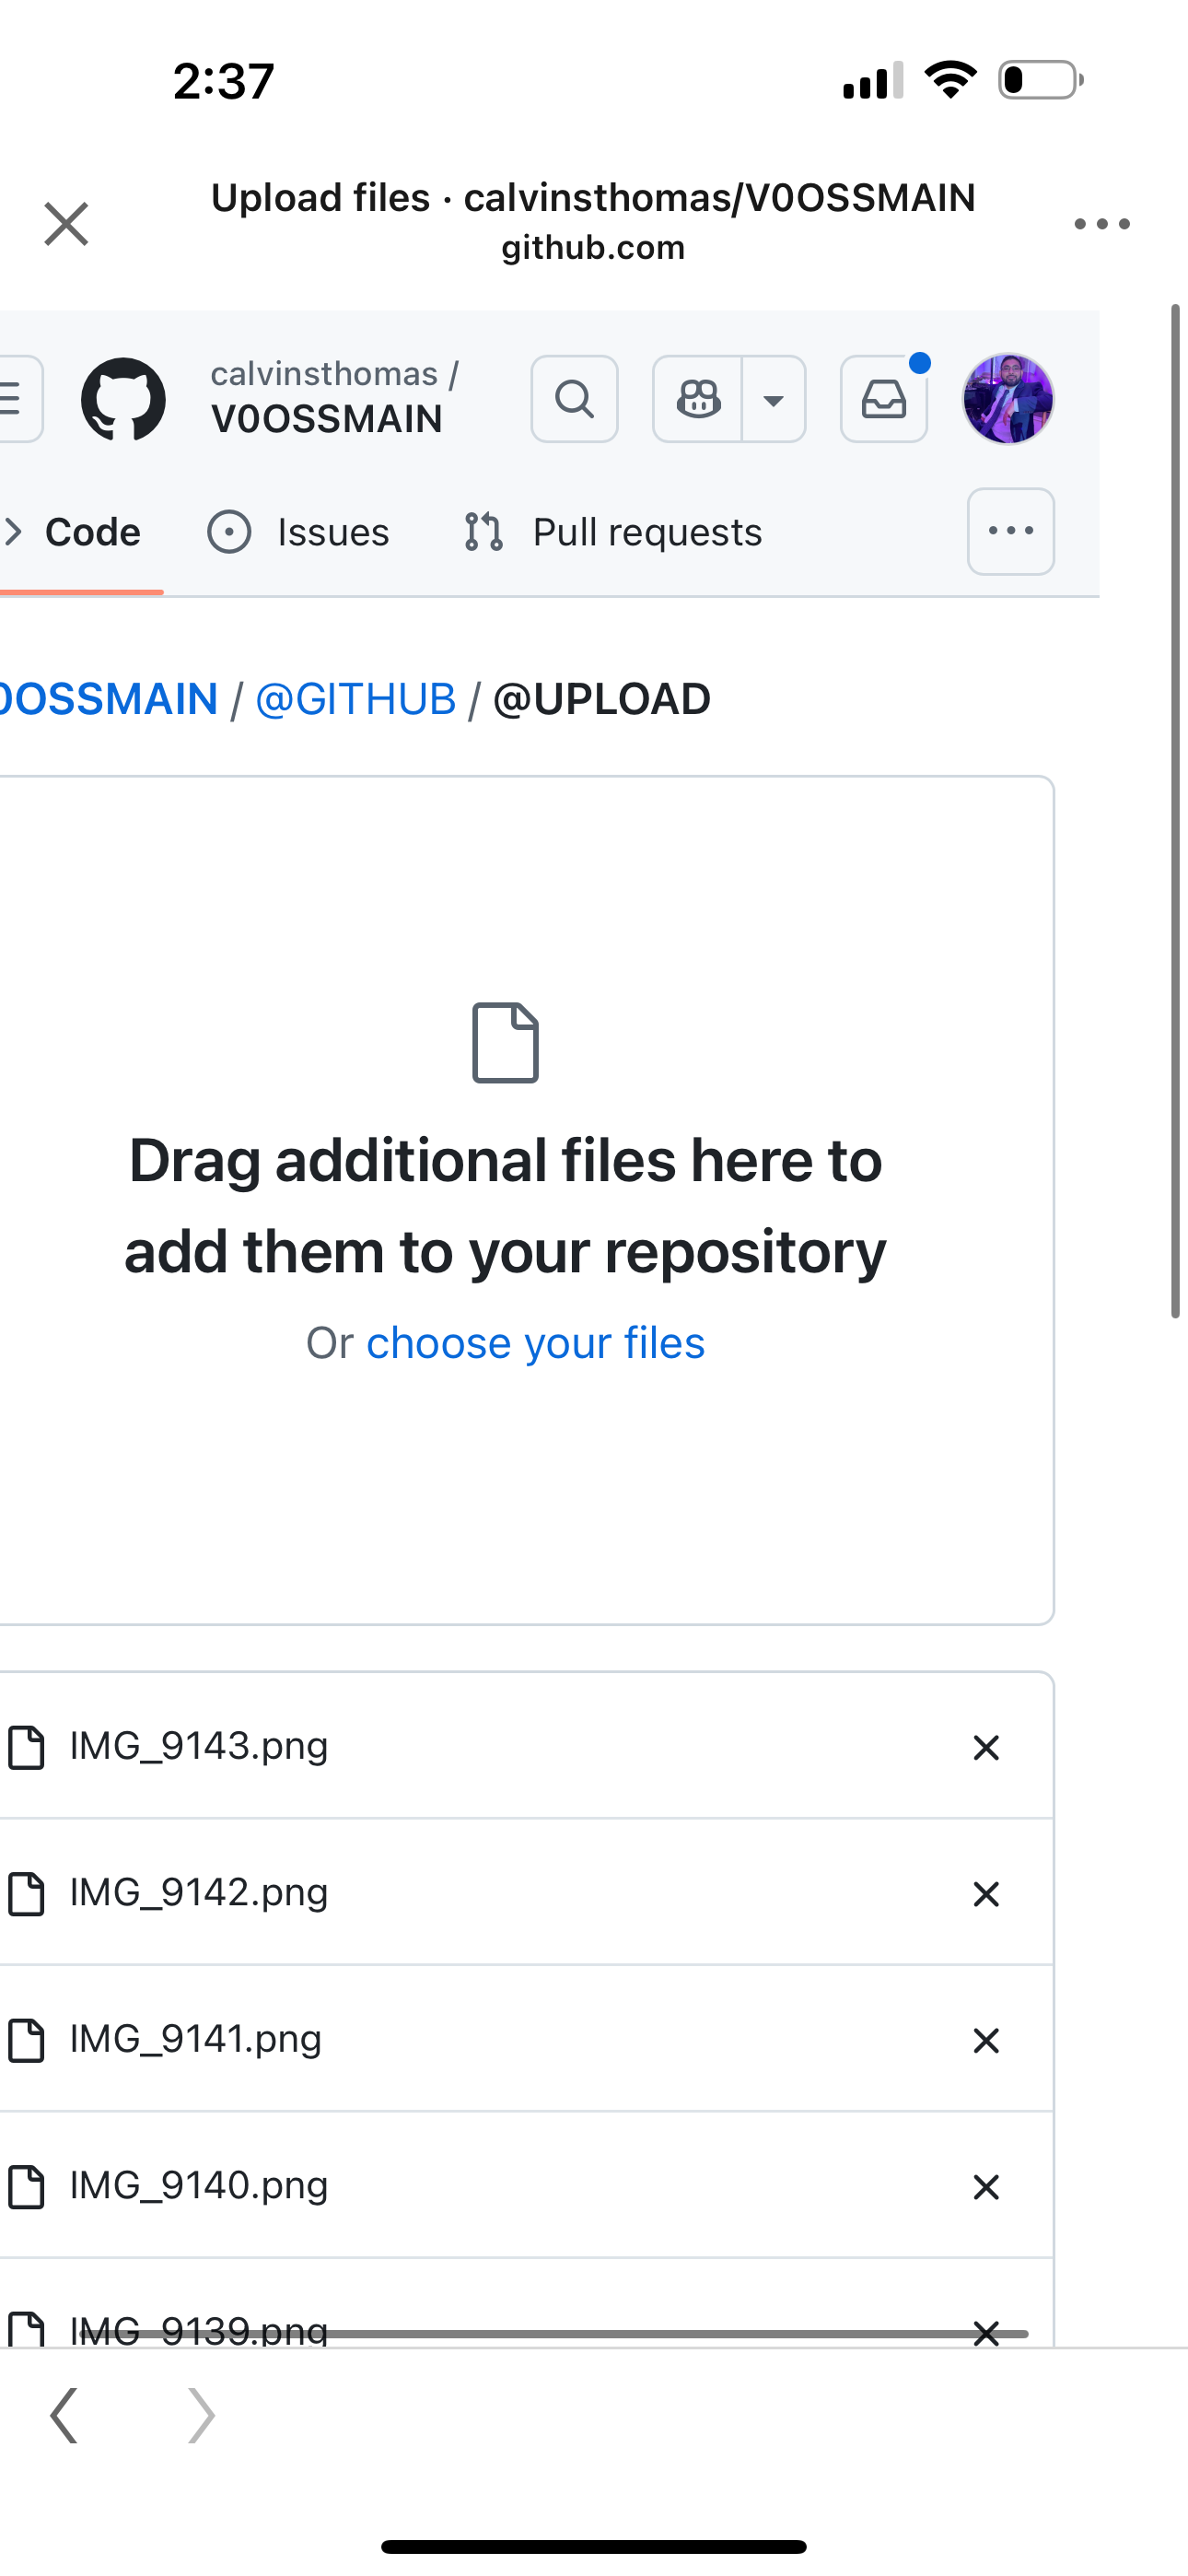 2:37
Upload files · calvinsthomas/V0OSSMAIN
github.com
calvinsthomas /
V0OSSMAIN
Code
Issues
Pull requests
0OSSMAIN / @GITHUB / @UPLOAD
Drag additional files here to
add them to your repository
Or choose your files
IMG_9143.png
IMG_9142.png
IMG_9141.png
IMG_9140.png
IMG_9139.png